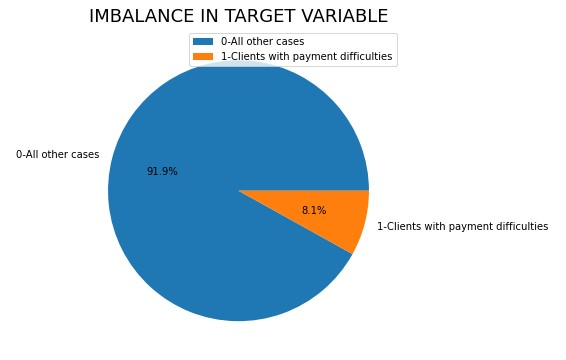 IMBALANCE IN TARGET VARIABLE
0-All other cases
1-Clients with payment difficulties
0-All other cases
91.9%
8.1%
1-Clients with payment difficulties